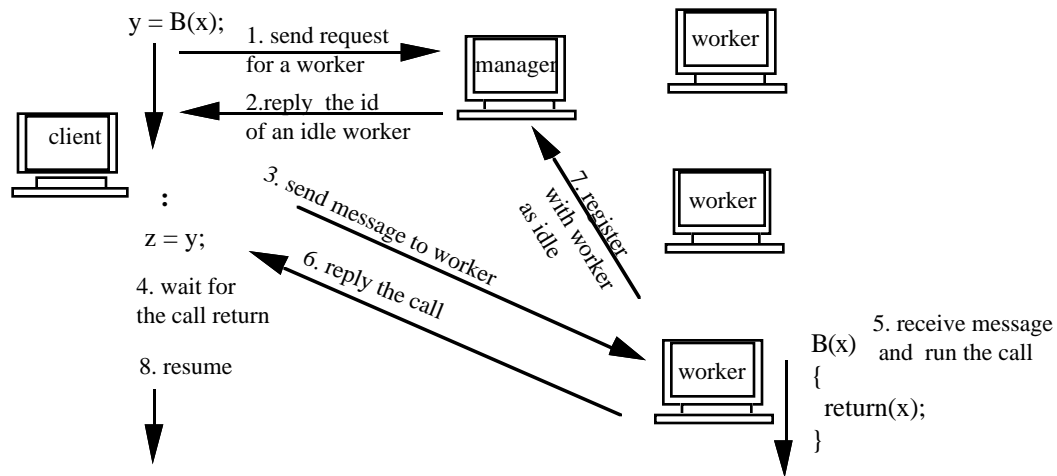 y = B(x);
1. send request
for a worker
manager
worker
2.reply the id
of an idle worker
client
:
z = y;
3. send message to worker
7. register
with worker
as idle
worker
6. reply the call
4. wait for
the call return
8. resume
worker
B(x)
{
return(x);
}
5. receive message
and run the call